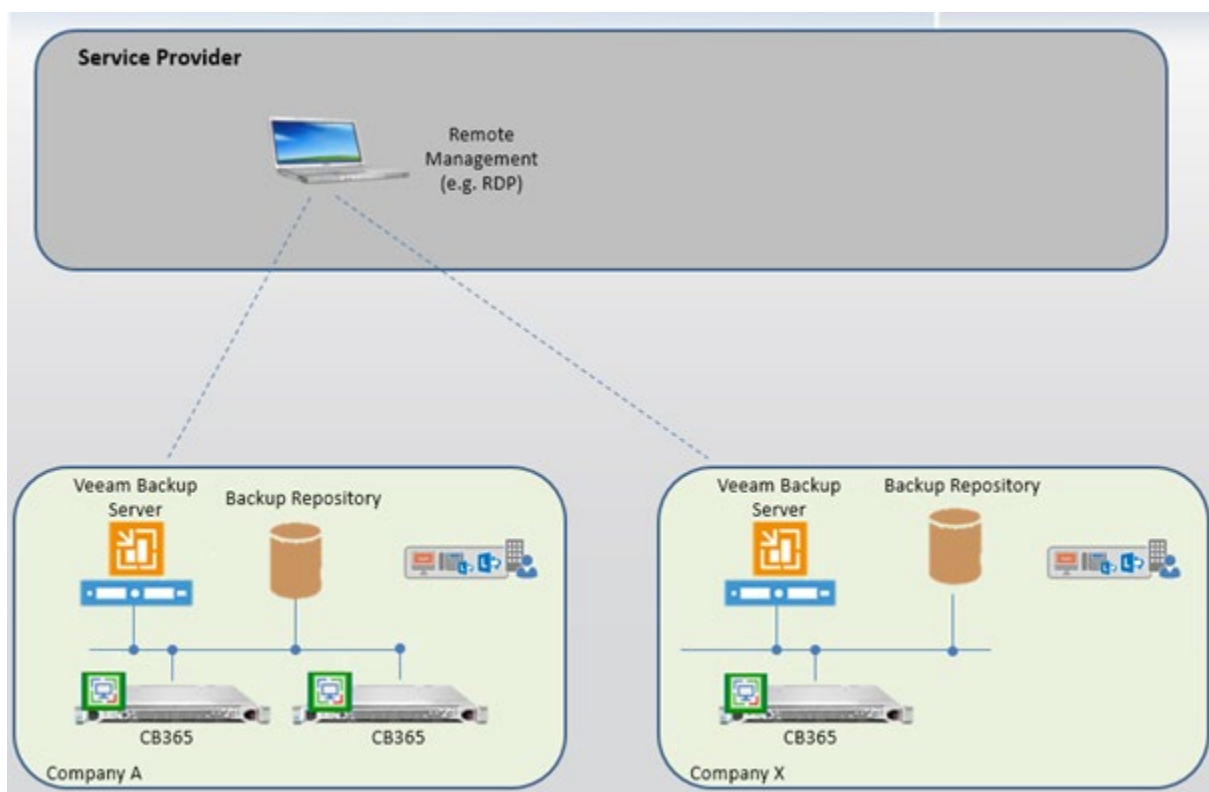 Service Provider
Remote
Management
(e.g. RDP)
Veeam Backup
Server
Backup Repository
CB365
CB365
Company A
Veeam Backup
Server
Backup Repository
CB365
Company X